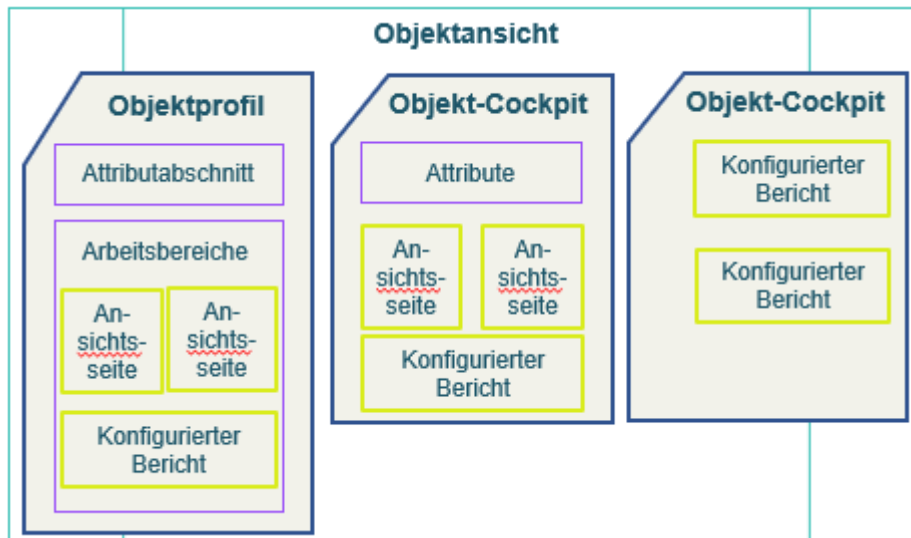 Objektansicht
Objektprofil
Attributabschnitt
Arbeitsbereiche
An-
sichts-
seite
An-
sichts-
seite
Konfigurierter
Bericht
Objekt-Cockpit
Attribute
An-
sichts-
seite
An-
sichts-
seite
Konfigurierter
Bericht
Objekt-Cockpit
Konfigurierter
Bericht
Konfigurierter
Bericht